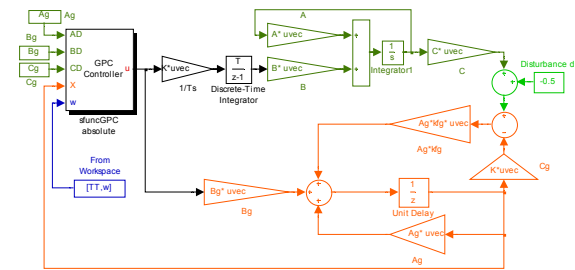 Ag
Ag
Bg
Bg
Cg
Cg
AD
BD
CD
X
w
GPC
Controller
u
sfuncGPC
absolute
From
Workspace
[TT,w]
K*uvec
1/Ts
T
z-1
Discrete-Time
Integrator
A
A* uvec
B* uvec
B
+
+
1
s
Integrator1
C* uvec
C
Disturbance d
-0.5
+
+
+
-
Ag*kfg* uvec
Ag*kfg
K*uvec
Cg
Bg* uvec
Bg
+
+
+
1
z
Unit Delay
Ag* uvec
Ag